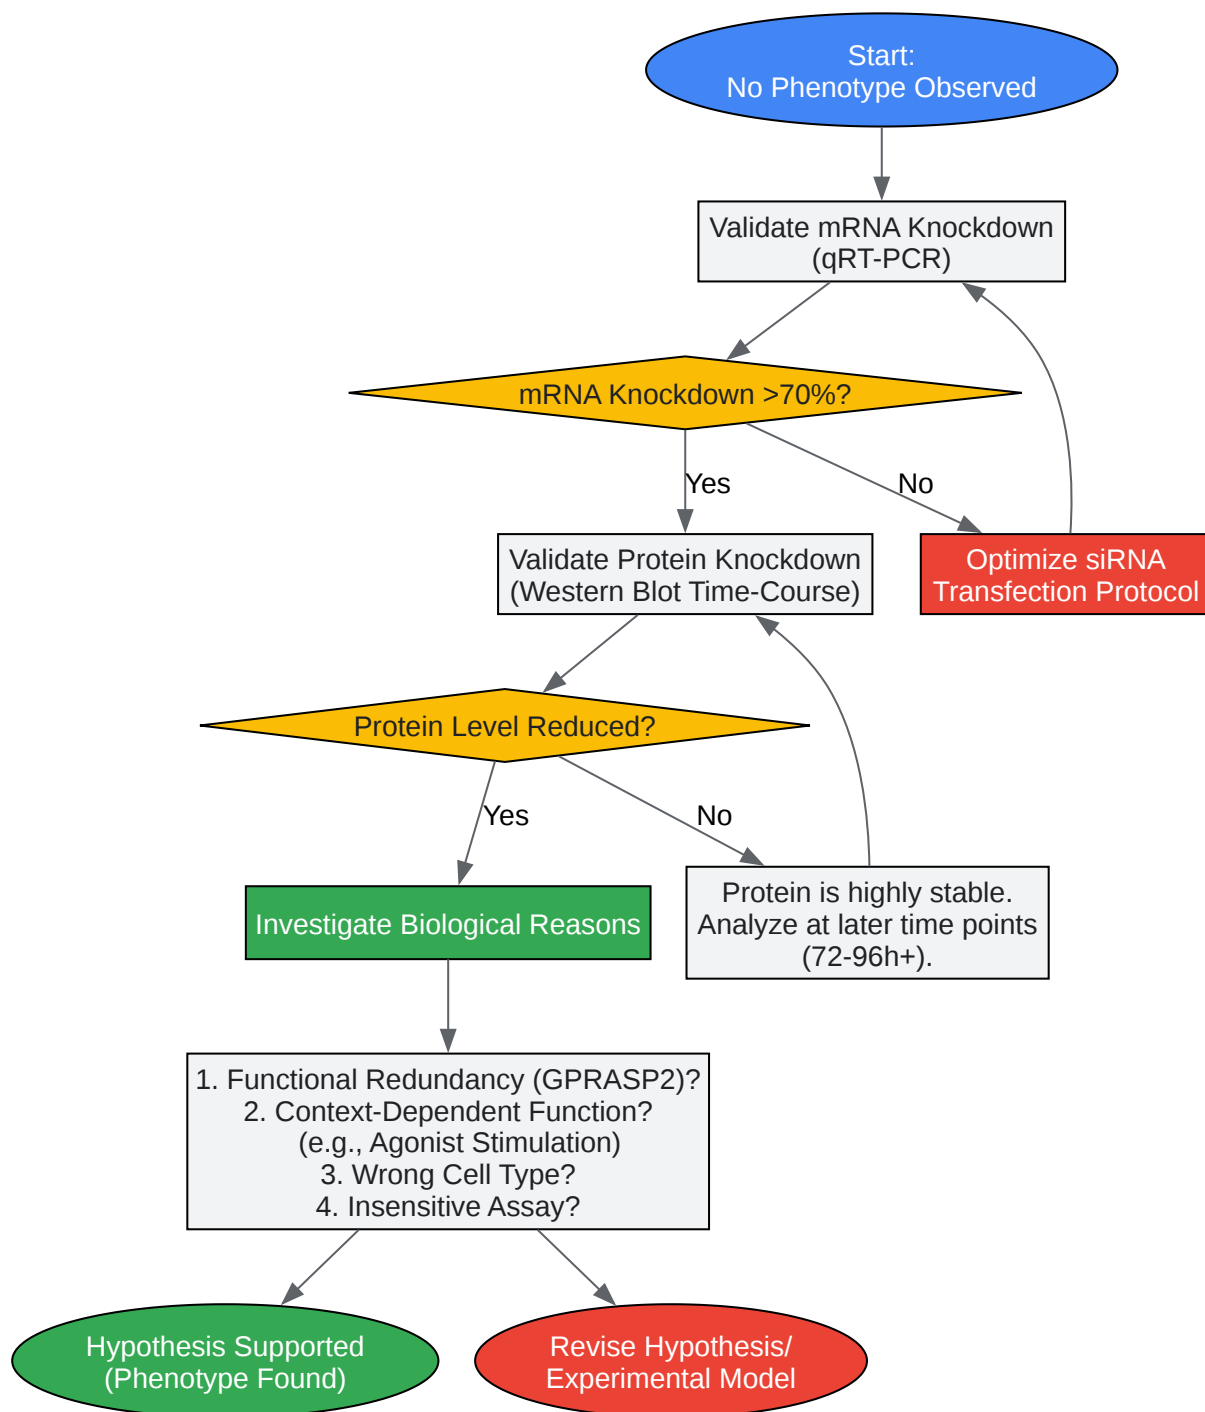 Start:
No Phenotype Observed
Validate mRNA Knockdown
(qRT-PCR)
mRNA Knockdown >70%?
Yes
No
Validate Protein Knockdown
(Western Blot Time-Course)
Optimize siRNA
Transfection Protocol
Protein Level Reduced?
Yes
No
Investigate Biological Reasons
Protein is highly stable.
Analyze at later time points
(72-96h+).
1. Functional Redundancy (GPRASP2)?
2. Context-Dependent Function?
(e.g., Agonist Stimulation)
3. Wrong Cell Type?
4. Insensitive Assay?
Hypothesis Supported
(Phenotype Found)
Revise Hypothesis/
Experimental Model